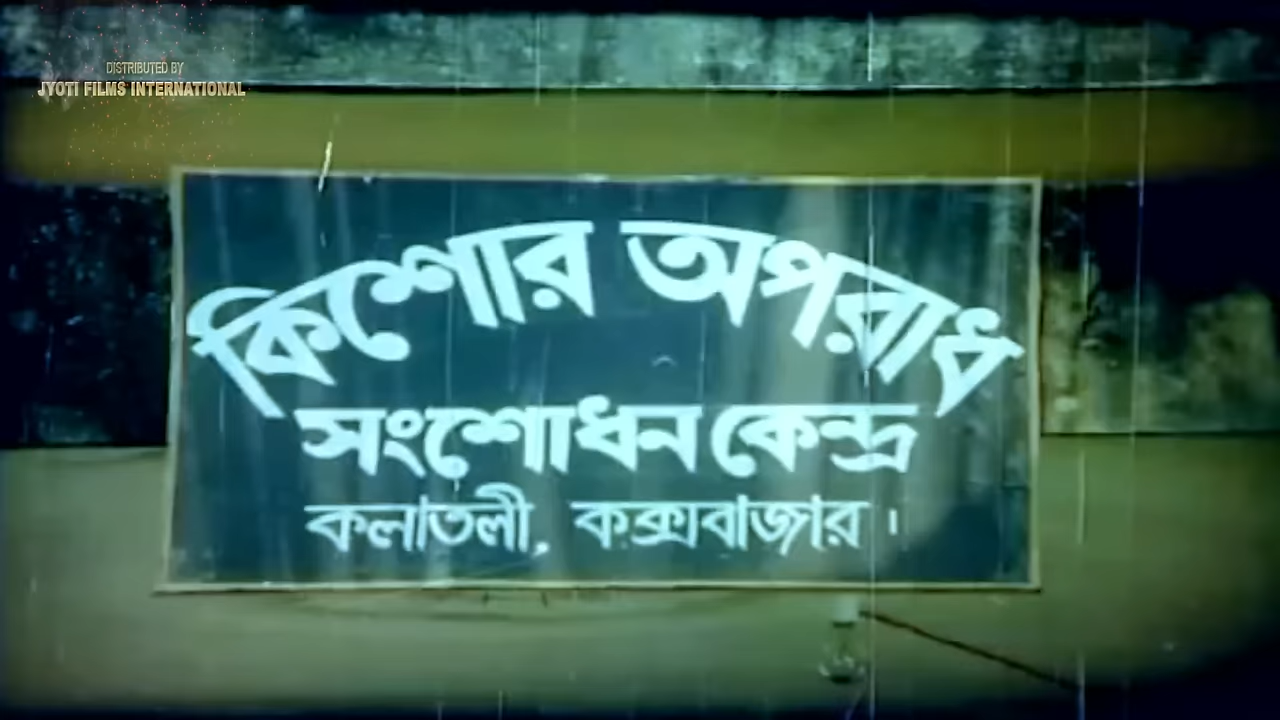 DISTRIBUTED BY
JYOTI FILMS INTERNATIONAL
কিশোর অপরাধ
সংশোধন কেন্দ্র
কলাতলী, কক্সবাজার।